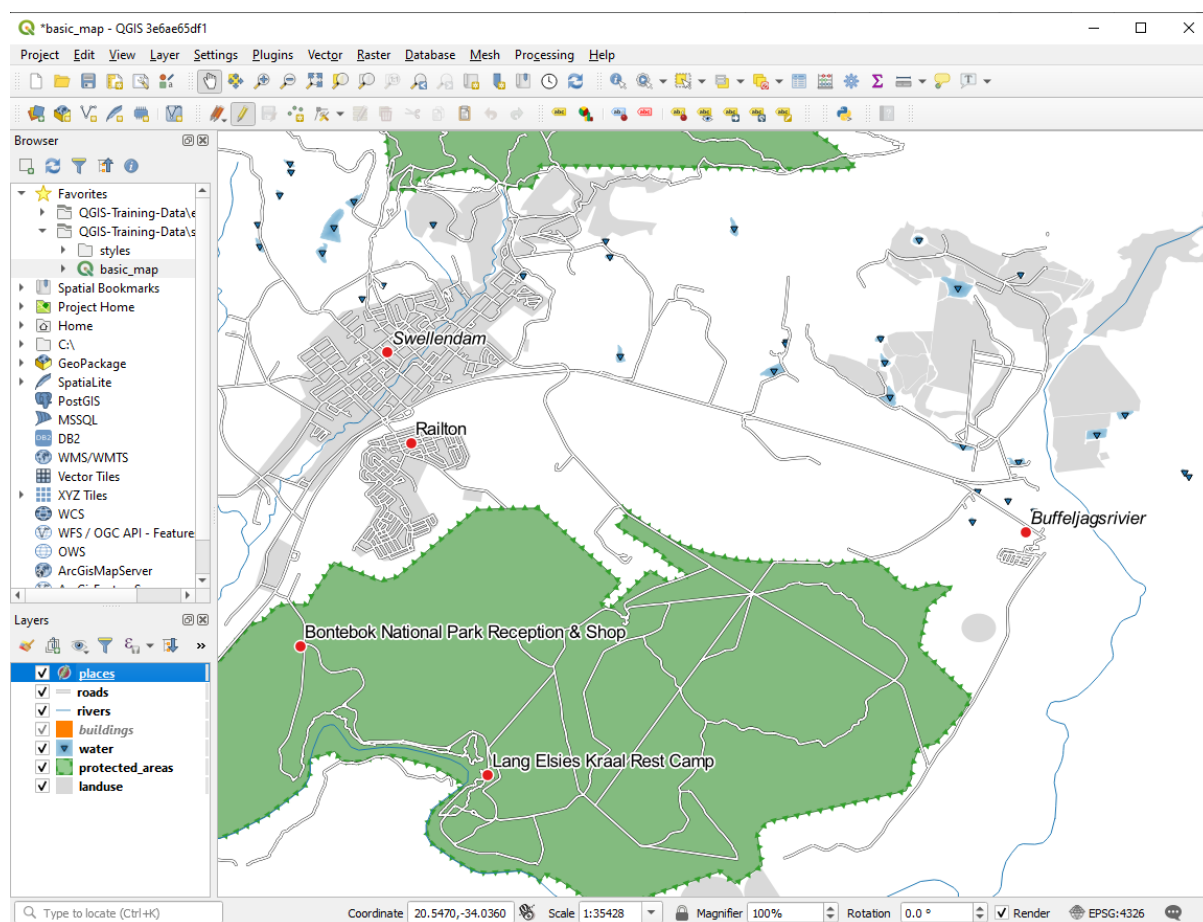 *basic_map - QGIS 3e6ae65df1
Project Edit View Layer Settings Plugins Vector Raster Database Mesh Processing Help
Browser
Favorites
QGIS-Training-Data\e
QGIS-Training-Data\s
styles
basic_map
Spatial Bookmarks
Project Home
Home
C:\
GeoPackage
SpatiaLite
PostGIS
MSSQL
DB2
WMS/WMTS
Vector Tiles
XYZ Tiles
WCS
WFS / OGC API - Feature
OWS
ArcGisMapServer
Layers
places
roads
rivers
buildings
water
protected_areas
landuse
Swellendam
Railton
Buffeljagsrivier
Bontebok National Park Reception & Shop
Lang Elsies Kraal Rest Camp
Type to locate (Ctrl+K) Coordinate 20.5470,-34.0360 Scale 1:35428 Magnifier 100% Rotation 0.0 ° Render EPSG:4326